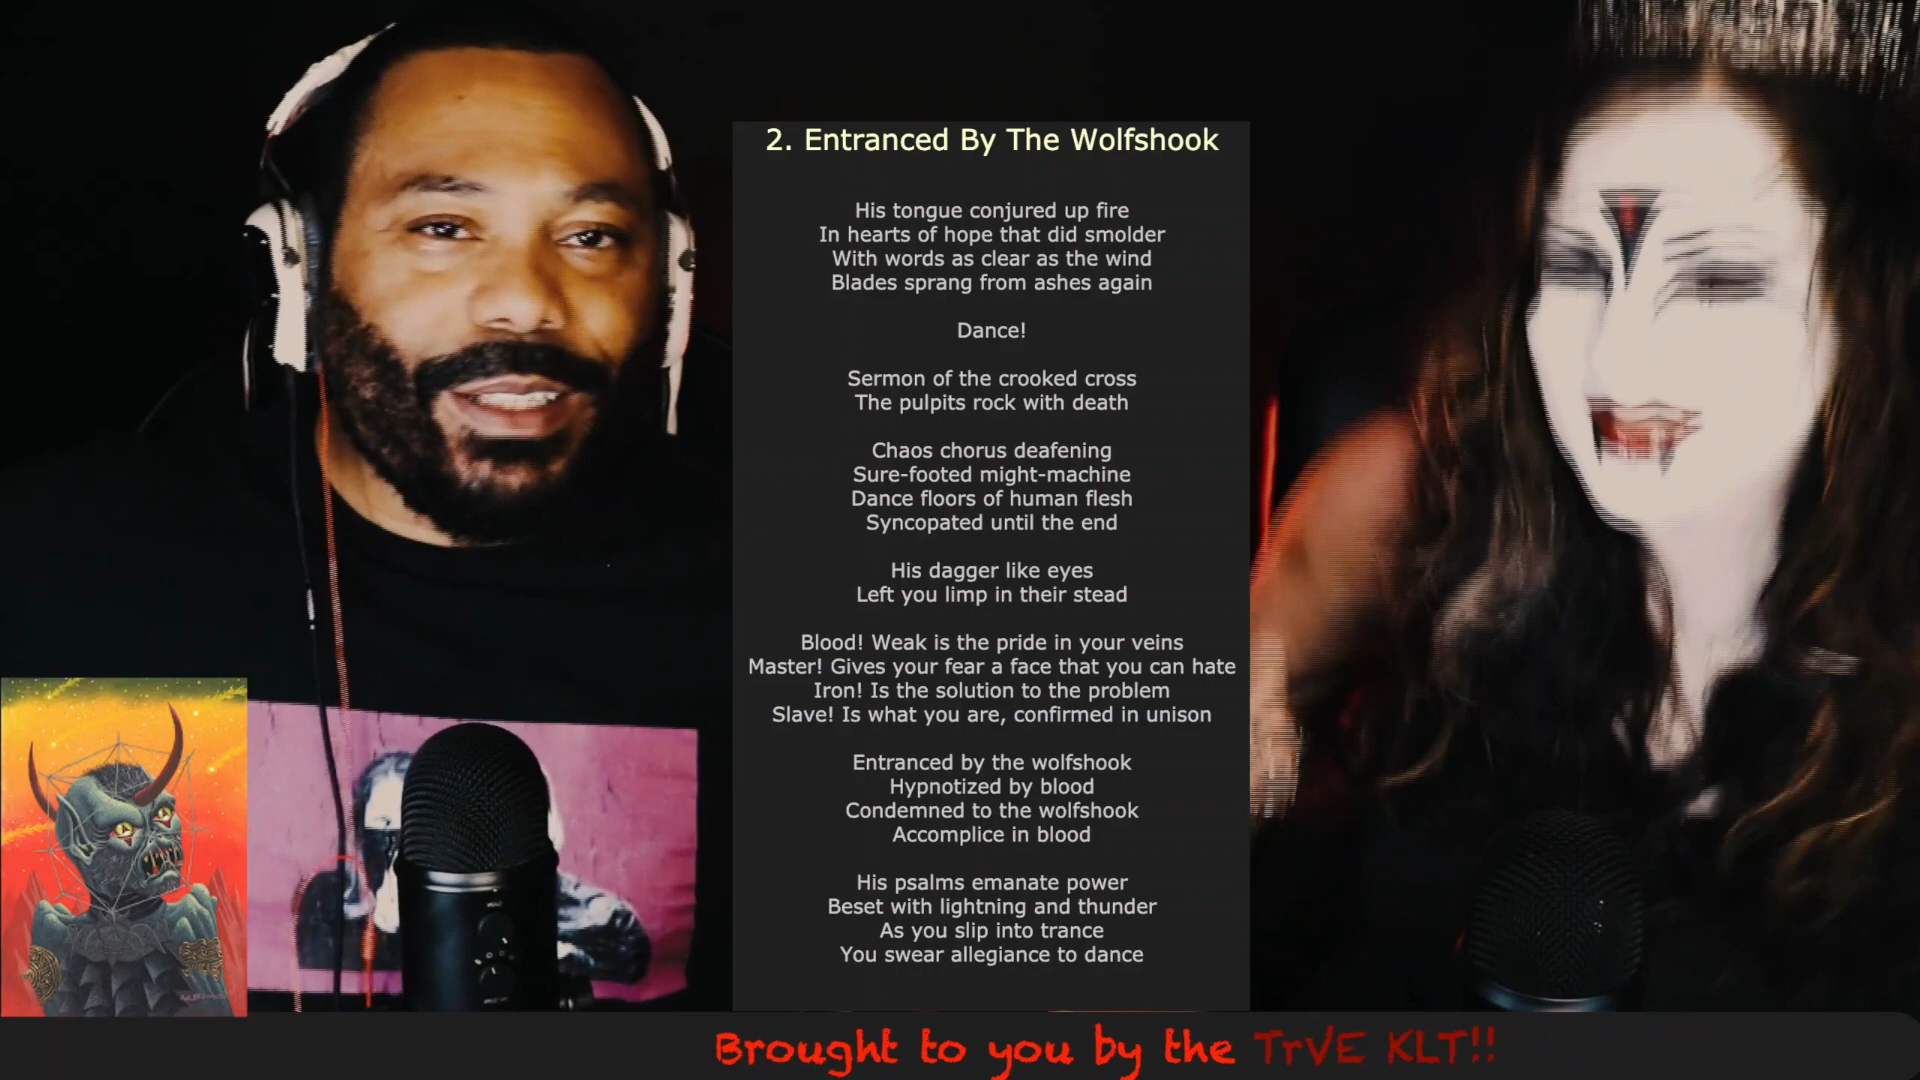 2. Entranced By The Wolfshook
His tongue conjured up fire
In hearts of hope that did smolder
With words as clear as the wind
Blades sprang from ashes again
Dance!
Sermon of the crooked cross
The pulpits rock with death
Chaos chorus deafening
Sure-footed might-machine
Dance floors of human flesh
Syncopated until the end
His dagger like eyes
Left you limp in their stead
Blood! Weak is the pride in your veins
Master! Gives your fear a face that you can hate
Iron! Is the solution to the problem
Slave! Is what you are, confirmed in unison
Entranced by the wolfshook
Hypnotized by blood
Condemned to the wolfshook
Accomplice in blood
His psalms emanate power
Beset with lightning and thunder
As you slip into trance
You swear allegiance to dance
Brought to you by the TrVE KLT!!